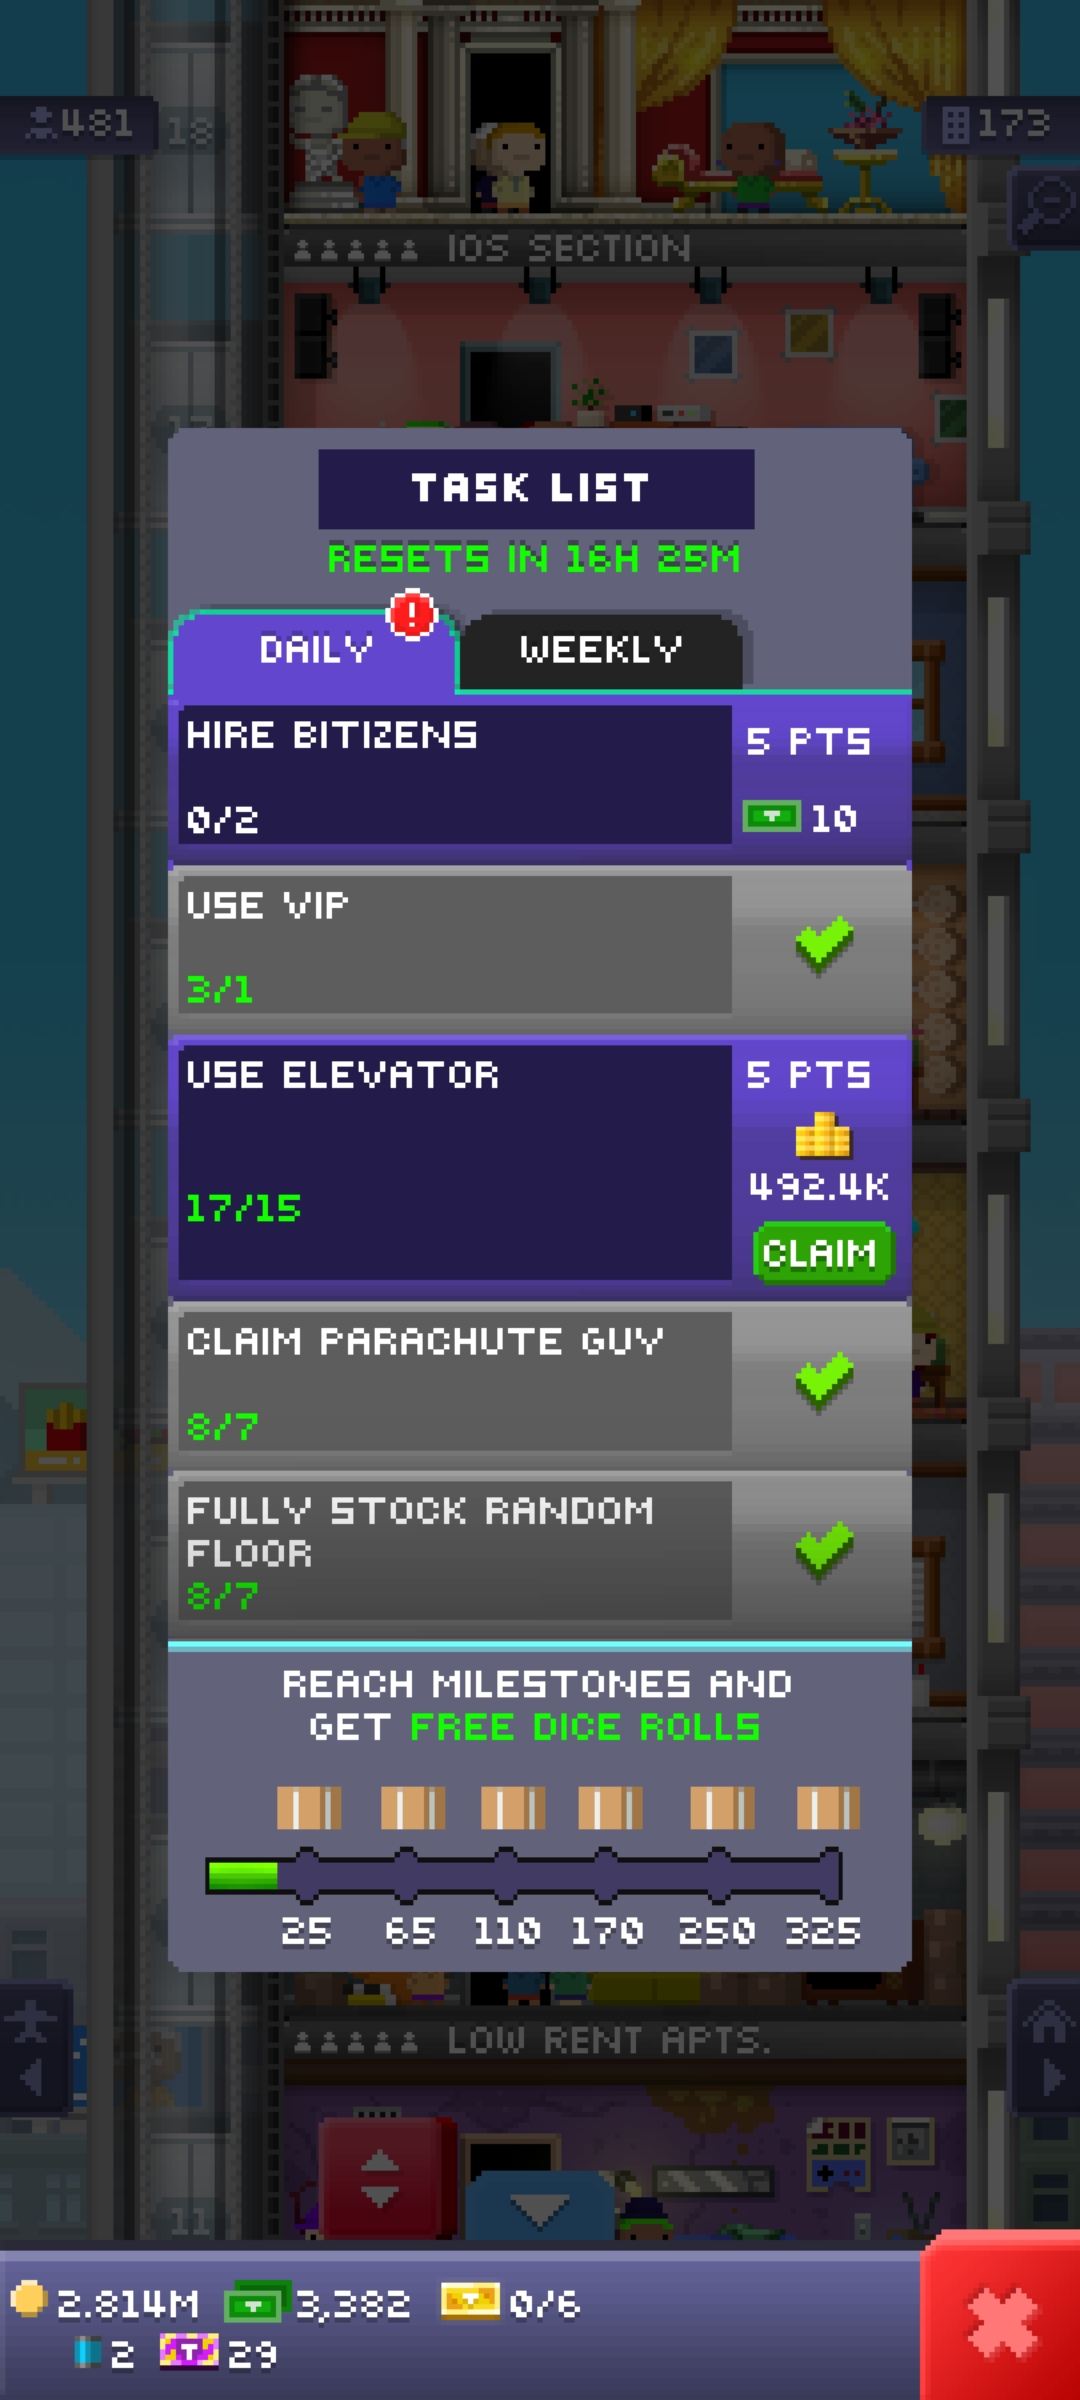 481
18
173
IOS SECTION
TASK LIST
RESETS IN 16H 25M
DAILY
!
WEEKLY
HIRE BITIZENS
5 PTS
0/2
10
USE VIP
3/1
USE ELEVATOR
5 PTS
492.4K
17/15
CLAIM
CLAIM PARACHUTE GUY
8/7
FULLY STOCK RANDOM
FLOOR
8/7
REACH MILESTONES AND
GET FREE DICE ROLLS
25 65 110 170 250 325
LOW RENT APTS.
11
2.814M 3,382 0/6
2 29